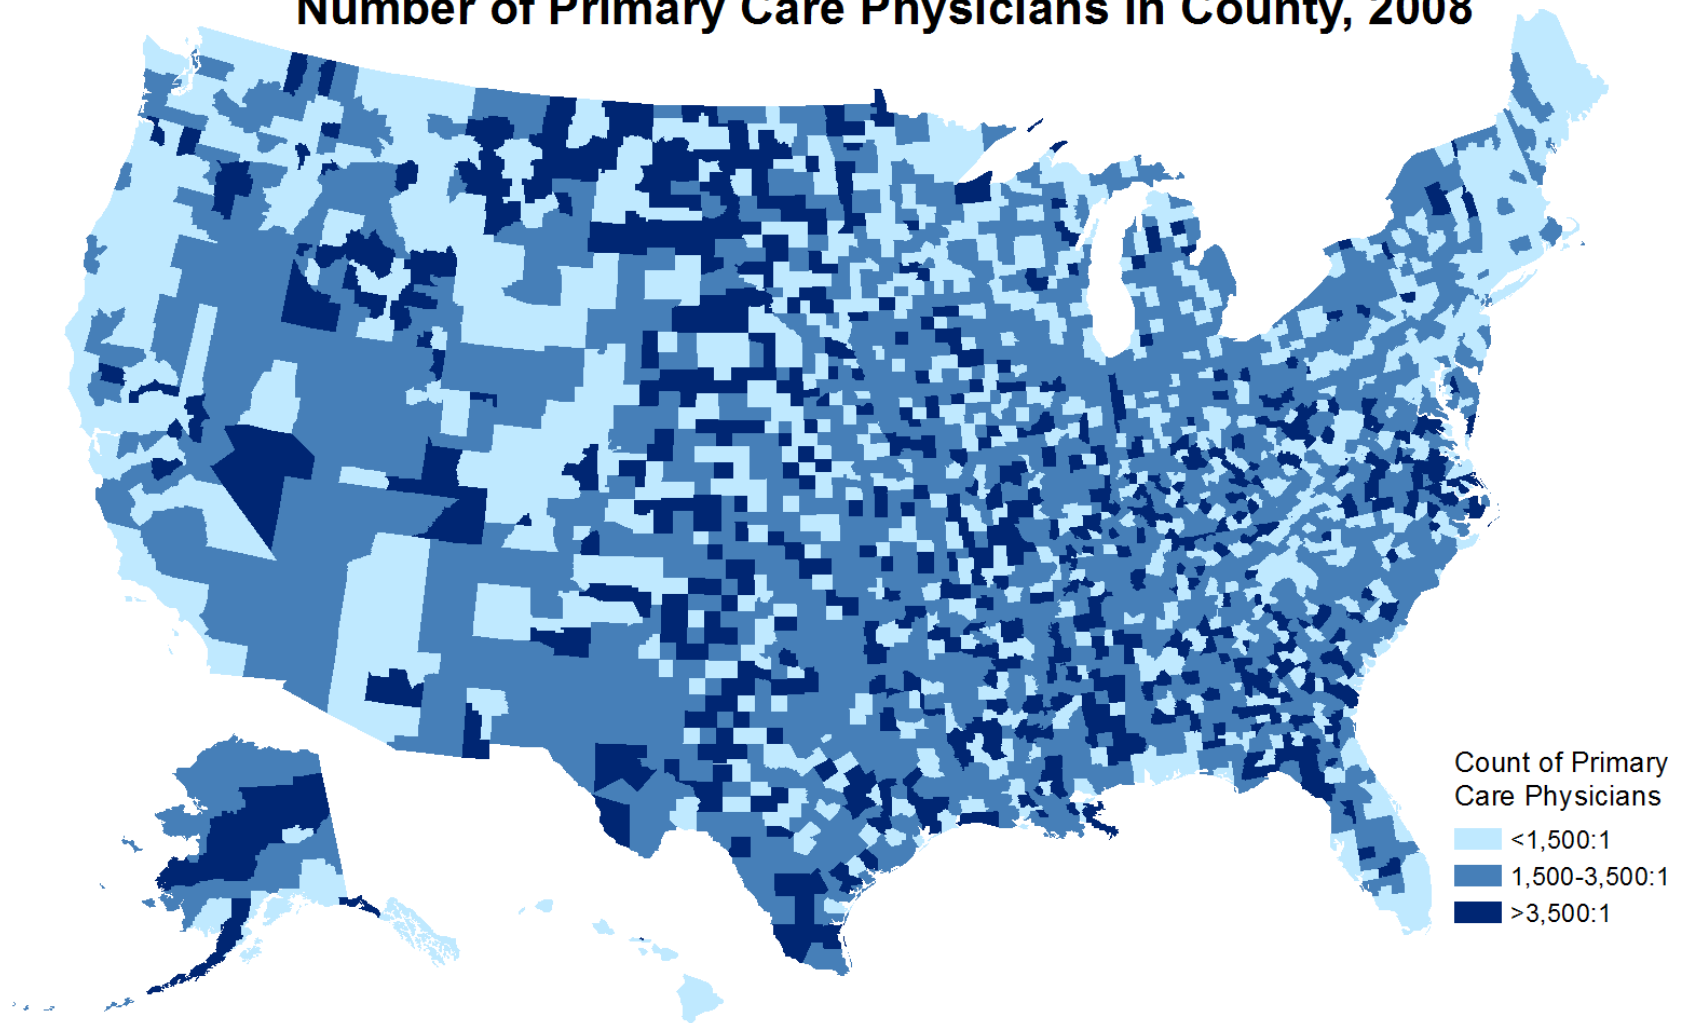 Number of Primary Care Physicians in County, 2008
Count of Primary
Care Physicians
<1,500:1
1,500-3,500:1
>3,500:1